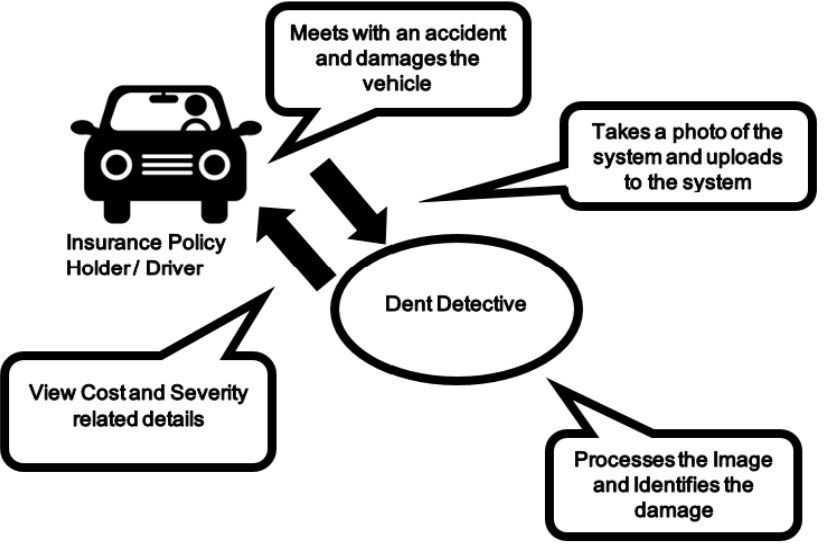 Meets with an accident
and damages the
vehicle
Takes a photo of the
system and uploads
to the system
Insurance Policy
Holder / Driver
Dent Detective
View Cost and Severity
related details
Processes the Image
and Identifies the
damage